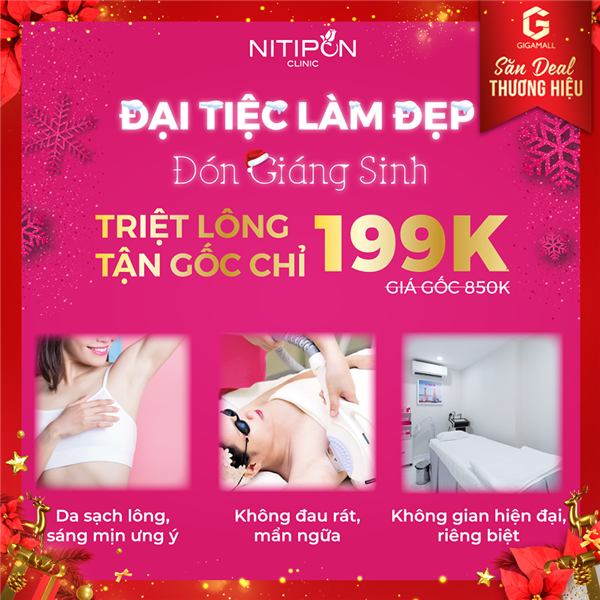 NITIPON
CLINIC
GIGAMALL
Săn Deal
THƯƠNG HIỆU
ĐẠI TIỆC LÀM ĐẸP
Đón Giáng Sinh
TRIỆT LÔNG
TẬN GỐC CHỈ
199K
GIÁ GỐC 850K
Da sạch lông,
sáng mịn ưng ý
Không đau rát,
mẩn ngữa
Không gian hiện đại,
riêng biệt